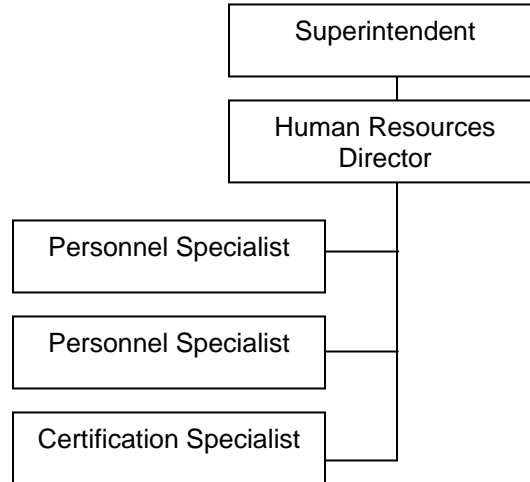 Superintendent
Human Resources
Director
Personnel Specialist
Personnel Specialist
Certification Specialist